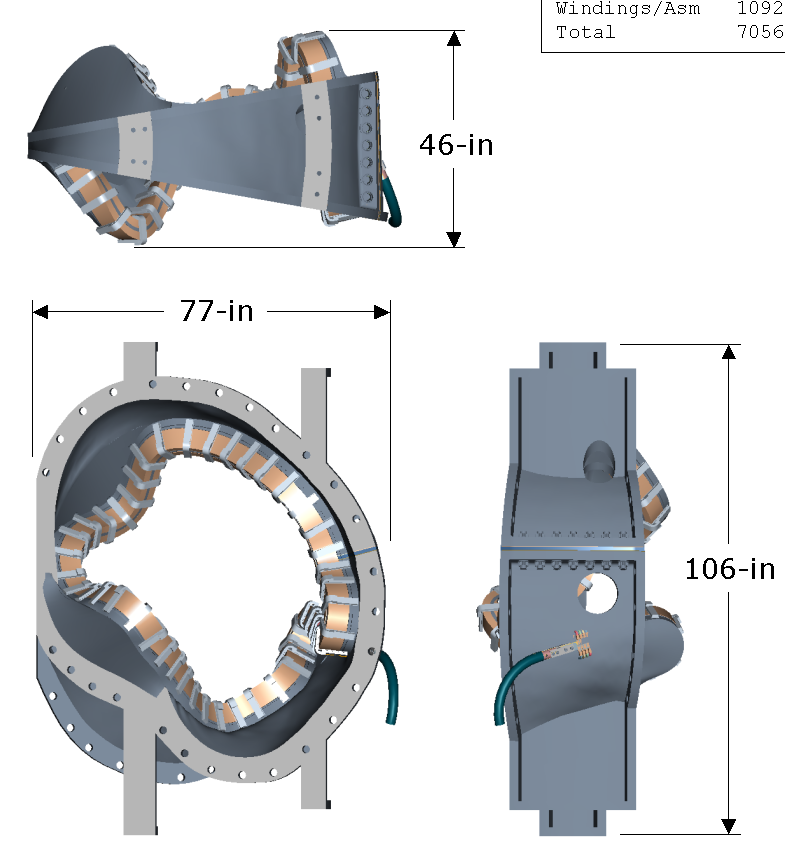 Windings/Asm 1092
Total 7056
46-in
77-in
106-in